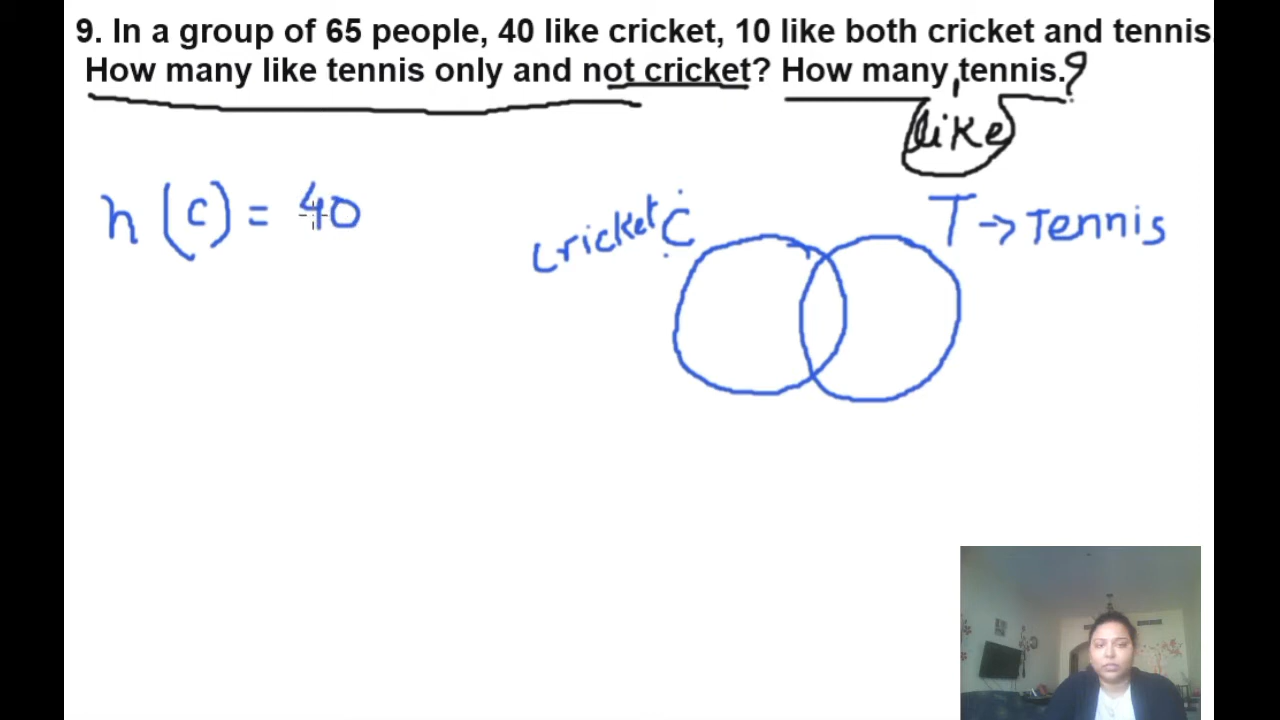 9. In a group of 65 people, 40 like cricket, 10 like both cricket and tennis
How many like tennis only and not cricket? How many tennis.?
like
n (C) = 40
cricket C
T → Tennis